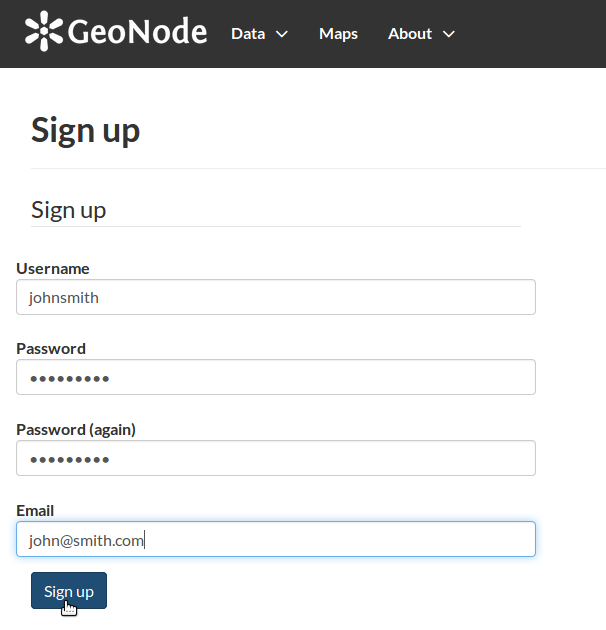 GeoNode Data Maps About
Sign up
Sign up
Username
johnsmith
Password
•••••••••
Password (again)
•••••••••
Email
john@smith.com
Sign up